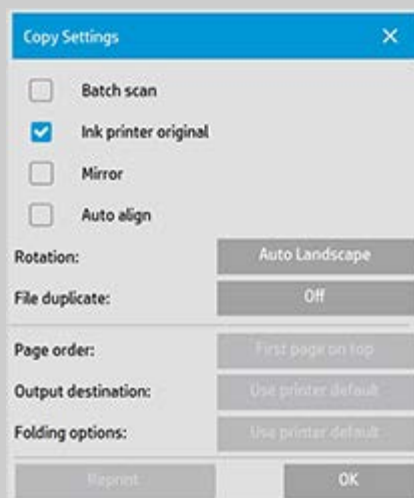 Copy Settings
Batch scan
Ink printer original
Mirror
Auto align
Rotation: Auto Landscape
File duplicate: Off
Page order: First page on top
Output destination: Use printer default
Folding options: Use printer default
Reprint OK